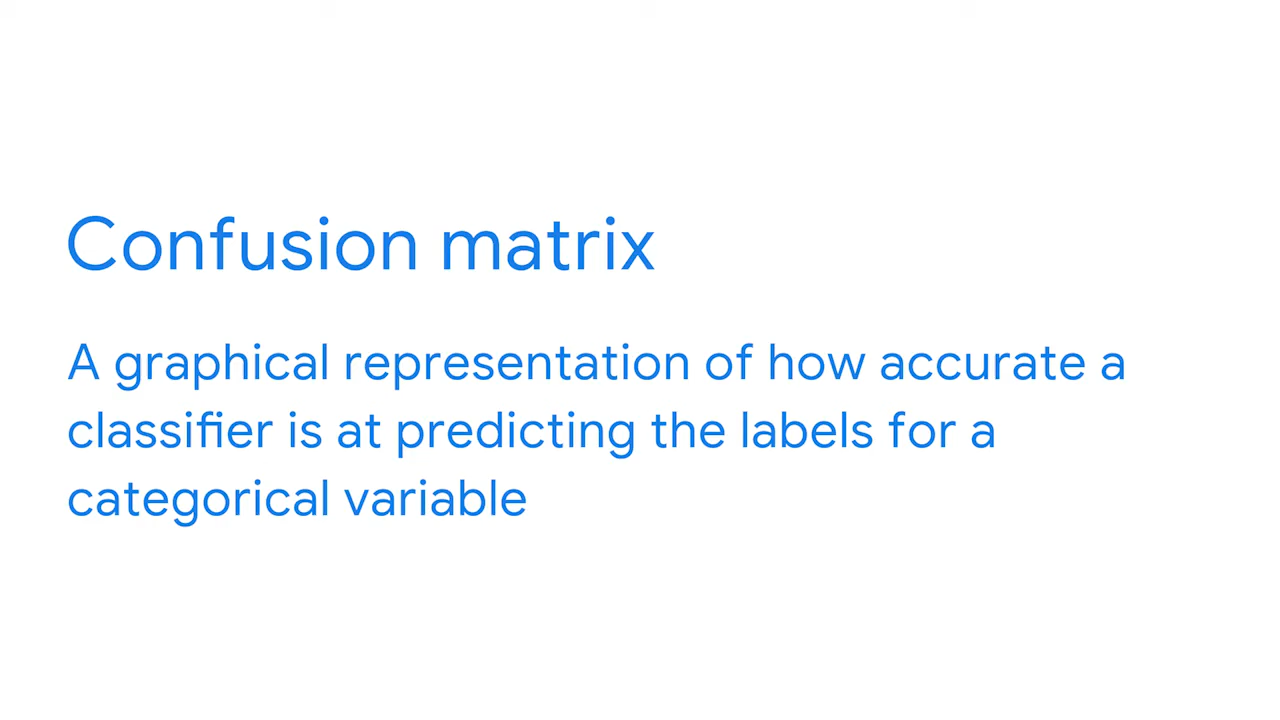 Confusion matrix
A graphical representation of how accurate a
classifier is at predicting the labels for a
categorical variable